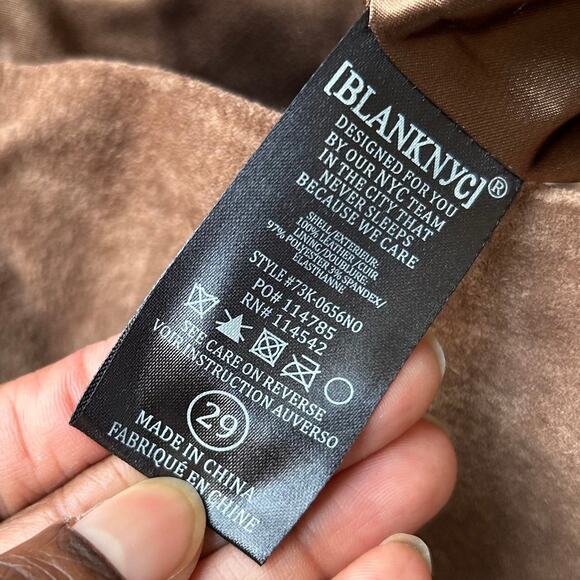 [BLANKNYC]®
DESIGNED FOR YOU
BY OUR NYC TEAM
IN THE CITY THAT
NEVER SLEEPS
BECAUSE WE CARE
SHELL/EXTERIEUR:
100% LEATHER/CUIR
LINING/DOUBLURE:
97% POLYESTER 3% SPANDEX/
ELASTHANNE
STYLE #73K-0656NO
PO# 114785
RN# 114542
SEE CARE ON REVERSE
VOIR INSTRUCTION AUVERSO
29
MADE IN CHINA
FABRIQUÉ EN CHINE